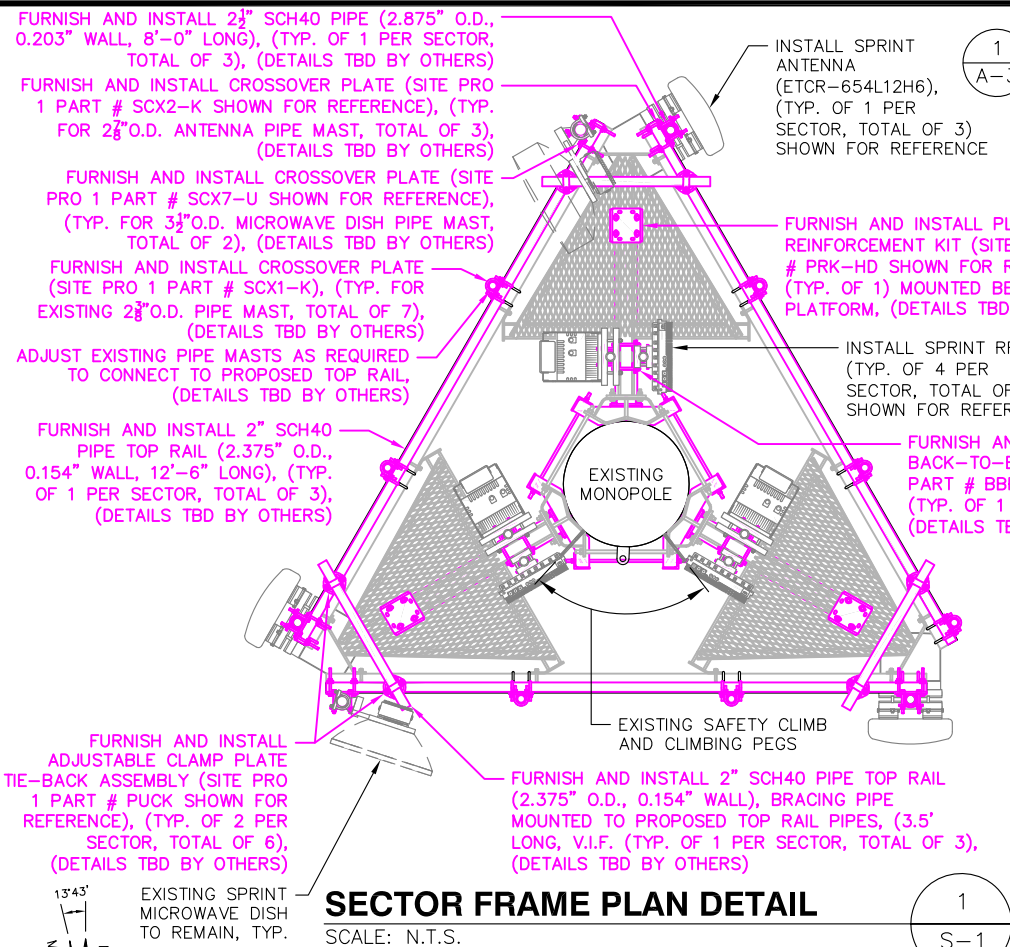 FURNISH AND INSTALL 2½" SCH40 PIPE (2.875" O.D.,
0.203" WALL, 8'-0" LONG), (TYP. OF 1 PER SECTOR,
TOTAL OF 3), (DETAILS TBD BY OTHERS)
FURNISH AND INSTALL CROSSOVER PLATE (SITE PRO
1 PART # SCX2-K SHOWN FOR REFERENCE), (TYP.
FOR 2⅞"O.D. ANTENNA PIPE MAST, TOTAL OF 3),
(DETAILS TBD BY OTHERS)
FURNISH AND INSTALL CROSSOVER PLATE (SITE
PRO 1 PART # SCX7-U SHOWN FOR REFERENCE),
(TYP. FOR 3½"O.D. MICROWAVE DISH PIPE MAST,
TOTAL OF 2), (DETAILS TBD BY OTHERS)
FURNISH AND INSTALL CROSSOVER PLATE
(SITE PRO 1 PART # SCX1-K), (TYP. FOR
EXISTING 2⅜"O.D. PIPE MAST, TOTAL OF 7),
(DETAILS TBD BY OTHERS)
ADJUST EXISTING PIPE MASTS AS REQUIRED
TO CONNECT TO PROPOSED TOP RAIL,
(DETAILS TBD BY OTHERS)
FURNISH AND INSTALL 2" SCH40
PIPE TOP RAIL (2.375" O.D.,
0.154" WALL, 12'-6" LONG), (TYP.
OF 1 PER SECTOR, TOTAL OF 3),
(DETAILS TBD BY OTHERS)
INSTALL SPRINT
ANTENNA
(ETCR-654L12H6),
(TYP. OF 1 PER
SECTOR, TOTAL OF 3)
SHOWN FOR REFERENCE
1
A-3
FURNISH AND INSTALL PL
REINFORCEMENT KIT (SITE
# PRK-HD SHOWN FOR R
(TYP. OF 1) MOUNTED BE
PLATFORM, (DETAILS TBD
INSTALL SPRINT RR
(TYP. OF 4 PER
SECTOR, TOTAL OF
SHOWN FOR REFER
FURNISH AN
BACK-TO-B
PART # BB
(TYP. OF 1
(DETAILS TB
EXISTING
MONOPOLE
EXISTING SAFETY CLIMB
AND CLIMBING PEGS
FURNISH AND INSTALL
ADJUSTABLE CLAMP PLATE
TIE-BACK ASSEMBLY (SITE PRO
1 PART # PUCK SHOWN FOR
REFERENCE), (TYP. OF 2 PER
SECTOR, TOTAL OF 6),
(DETAILS TBD BY OTHERS)
FURNISH AND INSTALL 2" SCH40 PIPE TOP RAIL
(2.375" O.D., 0.154" WALL), BRACING PIPE
MOUNTED TO PROPOSED TOP RAIL PIPES, (3.5'
LONG, V.I.F. (TYP. OF 1 PER SECTOR, TOTAL OF 3),
(DETAILS TBD BY OTHERS)
EXISTING SPRINT
MICROWAVE DISH
TO REMAIN, TYP.
13°43'
SECTOR FRAME PLAN DETAIL
SCALE: N.T.S.
1
S-1